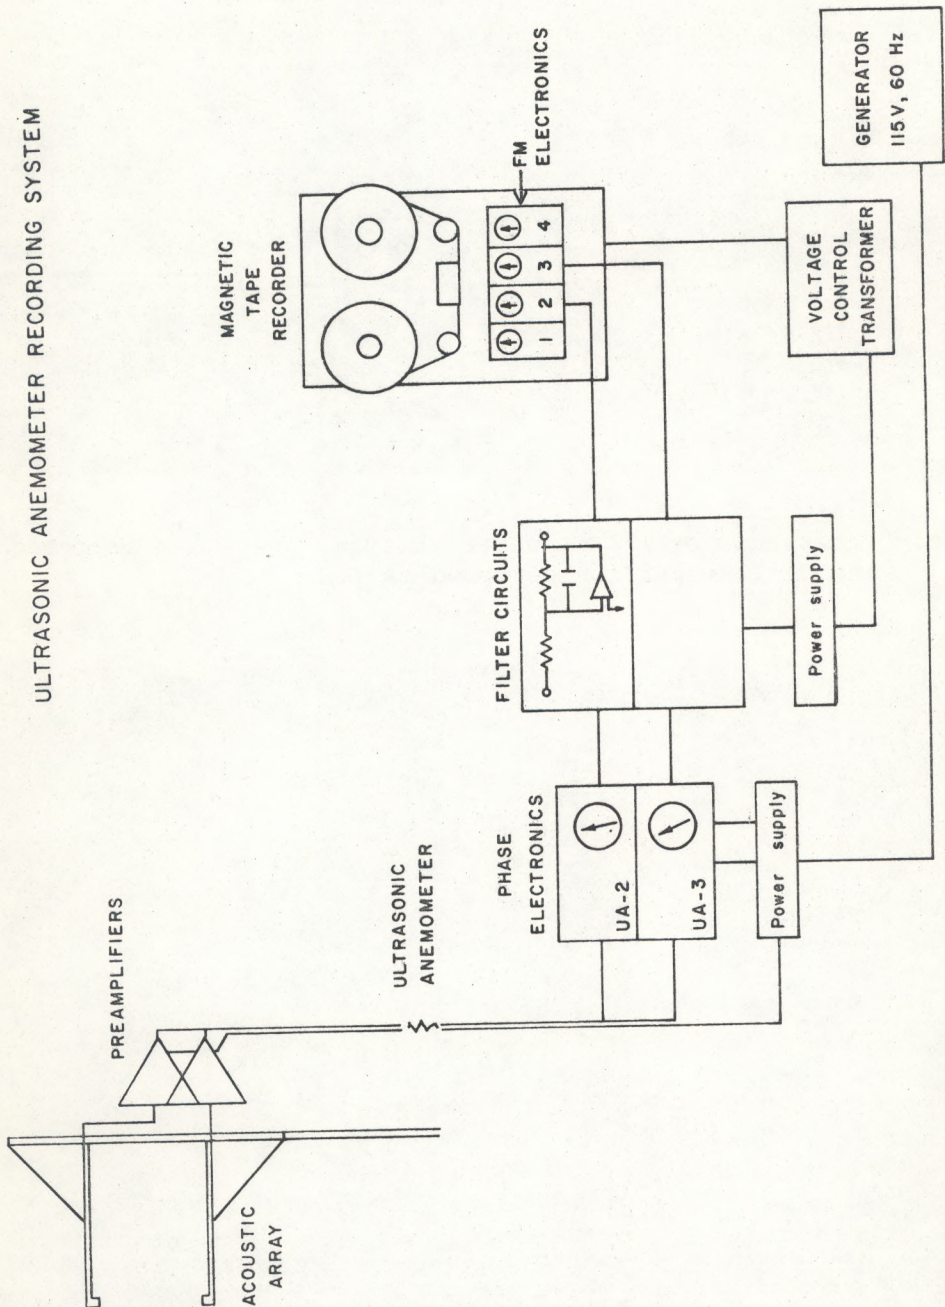 ULTRASONIC ANEMOMETER RECORDING SYSTEM
PREAMPLIFIERS
ACOUSTIC
ARRAY
ULTRASONIC
ANEMOMETER
PHASE
ELECTRONICS
UA-2
UA-3
Power supply
FILTER CIRCUITS
Power supply
MAGNETIC
TAPE
RECORDER
1 2 3 4
FM
ELECTRONICS
VOLTAGE
CONTROL
TRANSFORMER
GENERATOR
115 V, 60 Hz